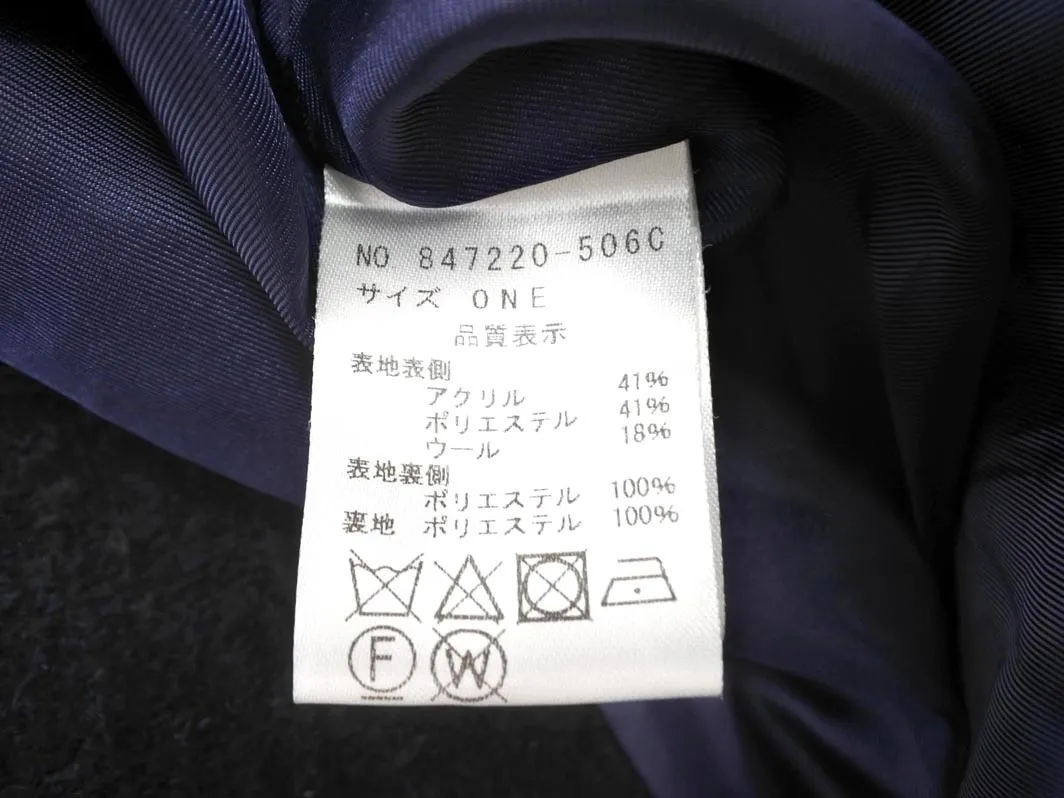 NO. 847220-506C
サイズ ONE
品質表示
表地表側
アクリル 41%
ポリエステル 41%
ウール 18%
表地裏側
ポリエステル 100%
裏地 ポリエステル 100%
F W